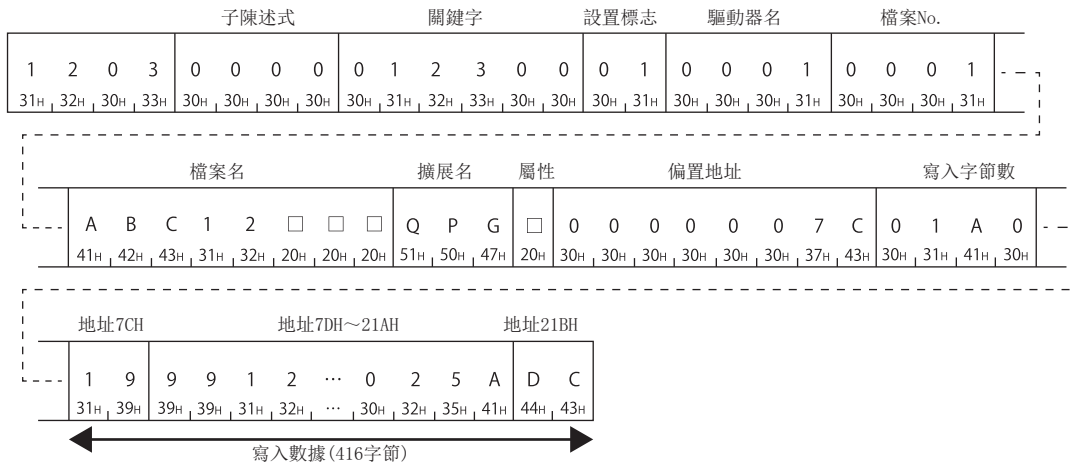 子陳述式 關鍵字 設置標志 驅動器名 檔案No.
1 2 0 3 0 0 0 0 0 1 2 3 0 0 0 1 0 0 0 1 0 0 0 1
31H 32H 30H 33H 30H 30H 30H 30H 30H 31H 32H 33H 30H 30H 30H 31H 30H 30H 30H 31H 30H 30H 30H 31H
檔案名 擴展名 屬性 偏置地址 寫入字節數
A B C 1 2 □ □ □ Q P G □ 0 0 0 0 0 0 7 C 0 1 A 0
41H 42H 43H 31H 32H 20H 20H 20H 51H 50H 47H 20H 30H 30H 30H 30H 30H 30H 37H 43H 30H 31H 41H 30H
地址7CH 地址7DH～21AH 地址21BH
1 9 9 9 1 2 … 0 2 5 A D C
31H 39H 39H 39H 31H 32H … 30H 32H 35H 41H 44H 43H
寫入數據(416字節)